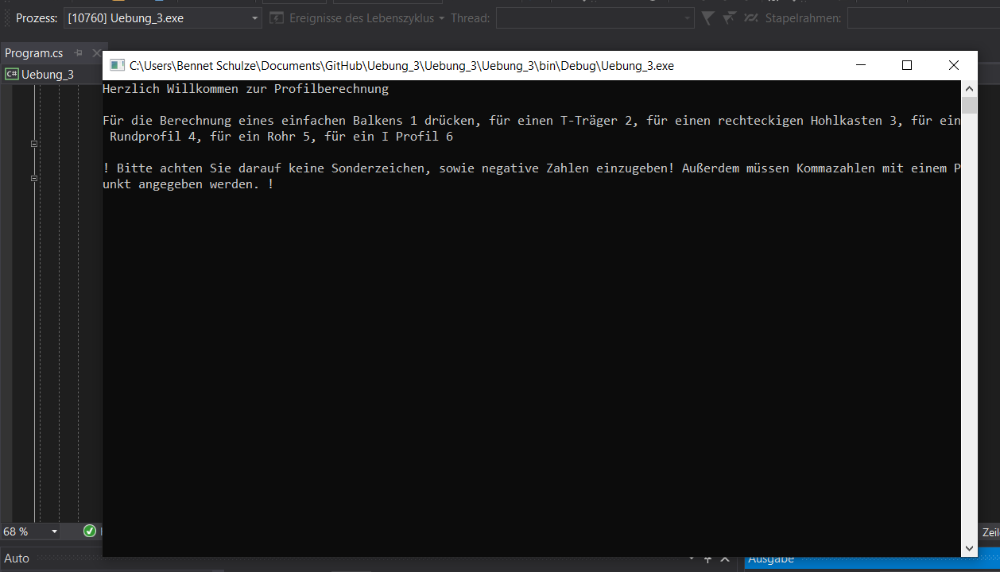 Prozess: [10760] Uebung_3.exe Ereignisse des Lebenszyklus Thread: Stapelrahmen:
Program.cs
C:\Users\Bennet Schulze\Documents\GitHub\Uebung_3\Uebung_3\Uebung_3\bin\Debug\Uebung_3.exe
C# Uebung_3
Herzlich Willkommen zur Profilberechnung
Für die Berechnung eines einfachen Balkens 1 drücken, für einen T-Träger 2, für einen rechteckigen Hohlkasten 3, für ein
Rundprofil 4, für ein Rohr 5, für ein I Profil 6
! Bitte achten Sie darauf keine Sonderzeichen, sowie negative Zahlen einzugeben! Außerdem müssen Kommazahlen mit einem P
unkt angegeben werden. !
68 %
Auto
Ausgabe